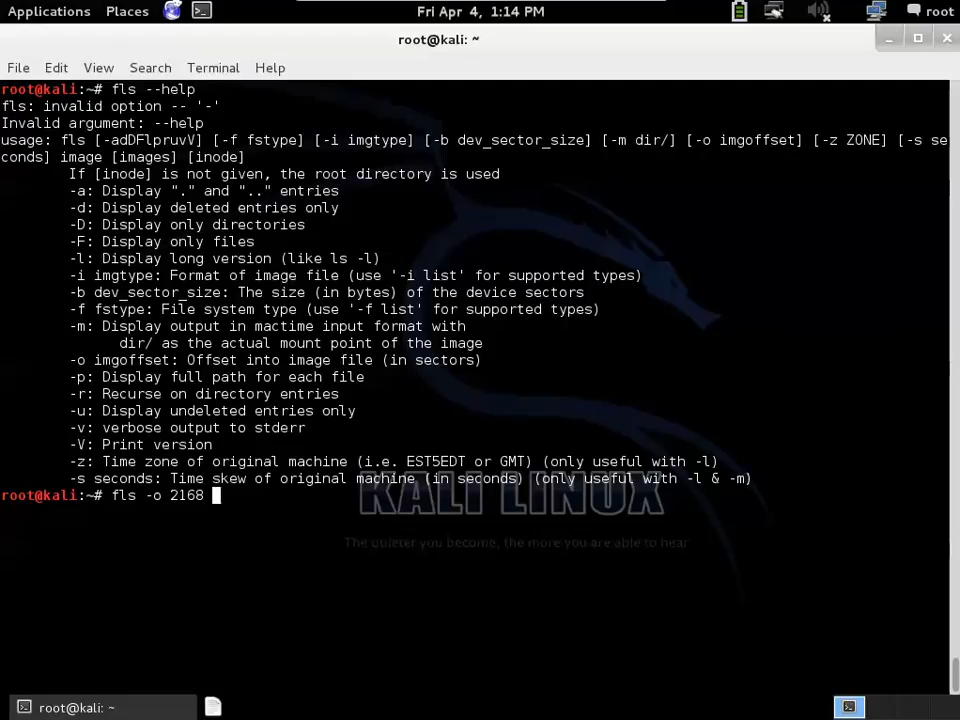 Applications Places Fri Apr 4, 1:14 PM root
root@kali: ~
File Edit View Search Terminal Help
root@kali:~# fls --help
fls: invalid option -- '-'
Invalid argument: --help
usage: fls [-adDFlpruvV] [-f fstype] [-i imgtype] [-b dev_sector_size] [-m dir/] [-o imgoffset] [-z ZONE] [-s se
conds] image [images] [inode]
If [inode] is not given, the root directory is used
-a: Display "." and ".." entries
-d: Display deleted entries only
-D: Display only directories
-F: Display only files
-l: Display long version (like ls -l)
-i imgtype: Format of image file (use '-i list' for supported types)
-b dev_sector_size: The size (in bytes) of the device sectors
-f fstype: File system type (use '-f list' for supported types)
-m: Display output in mactime input format with
dir/ as the actual mount point of the image
-o imgoffset: Offset into image file (in sectors)
-p: Display full path for each file
-r: Recurse on directory entries
-u: Display undeleted entries only
-v: verbose output to stderr
-V: Print version
-z: Time zone of original machine (i.e. EST5EDT or GMT) (only useful with -l)
-s seconds: Time skew of original machine (in seconds) (only useful with -l & -m)
root@kali:~# fls -o 2168
KALI LINUX
The quieter you become, the more you are able to hear
root@kali: ~